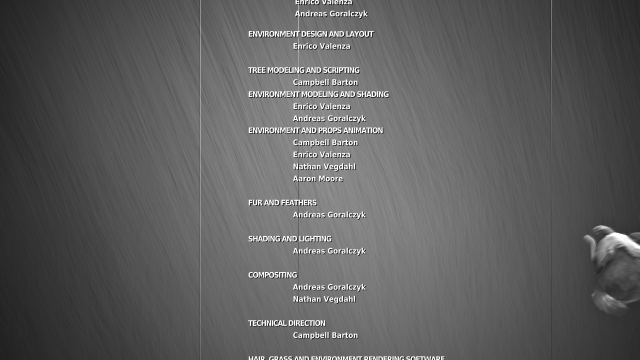 Enrico Valenza
Andreas Goralczyk
ENVIRONMENT DESIGN AND LAYOUT
Enrico Valenza
TREE MODELING AND SCRIPTING
Campbell Barton
ENVIRONMENT MODELING AND SHADING
Enrico Valenza
Andreas Goralczyk
ENVIRONMENT AND PROPS ANIMATION
Campbell Barton
Enrico Valenza
Nathan Vegdahl
Aaron Moore
FUR AND FEATHERS
Andreas Goralczyk
SHADING AND LIGHTING
Andreas Goralczyk
COMPOSITING
Andreas Goralczyk
Nathan Vegdahl
TECHNICAL DIRECTION
Campbell Barton
HAIR, GRASS AND ENVIRONMENT RENDERING SOFTWARE